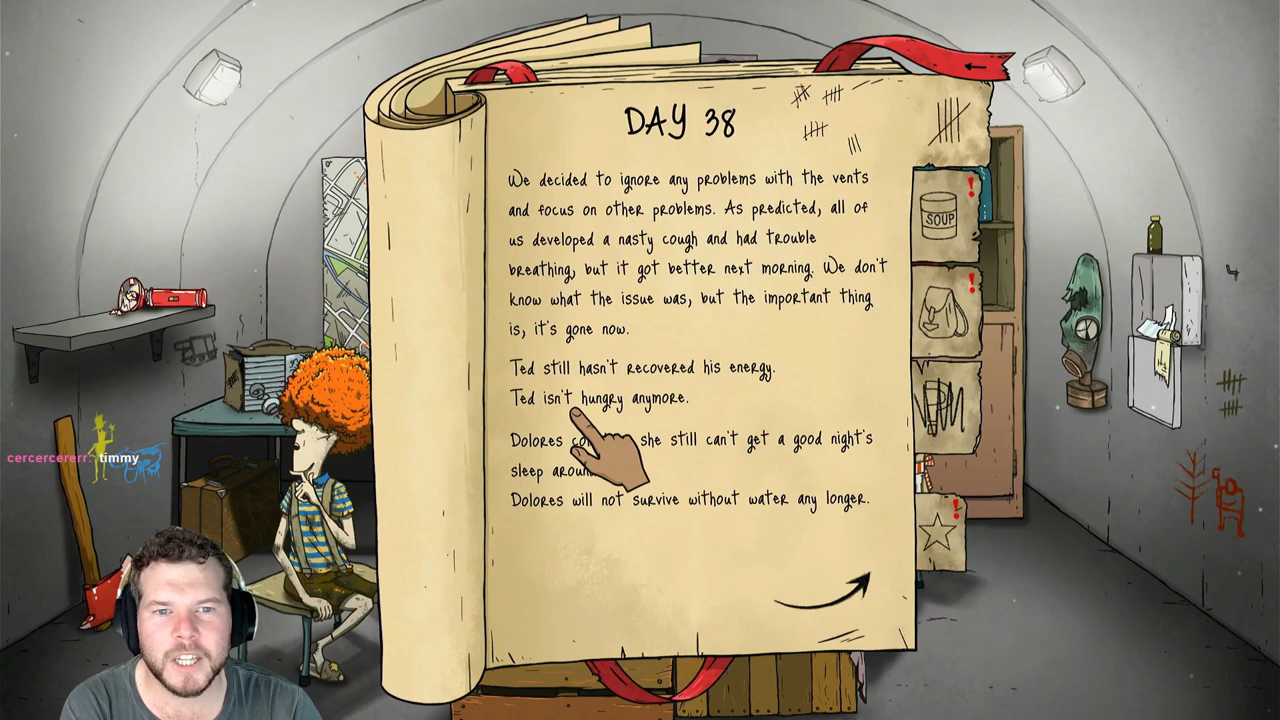 DAY 38
We decided to ignore any problems with the vents
and focus on other problems. As predicted, all of
us developed a nasty cough and had trouble
breathing, but it got better next morning. We don't
know what the issue was, but the important thing
is, it's gone now.
Ted still hasn't recovered his energy.
Ted isn't hungry anymore.
Dolores she still can't get a good night's
sleep
Dolores will not survive without water any longer.
SOUP
cercercererr: timmy